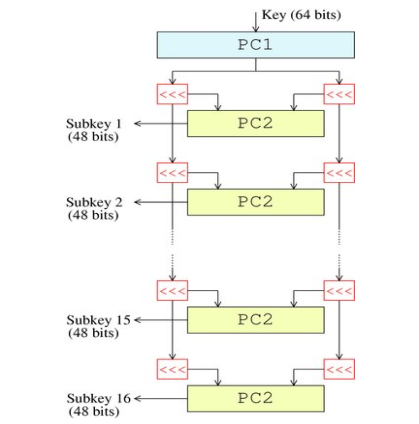 Key (64 bits)
PC1
<<< <<<
Subkey 1 PC2
(48 bits)
<<< <<<
Subkey 2 PC2
(48 bits)
<<< <<<
Subkey 15 PC2
(48 bits)
<<< <<<
Subkey 16 PC2
(48 bits)